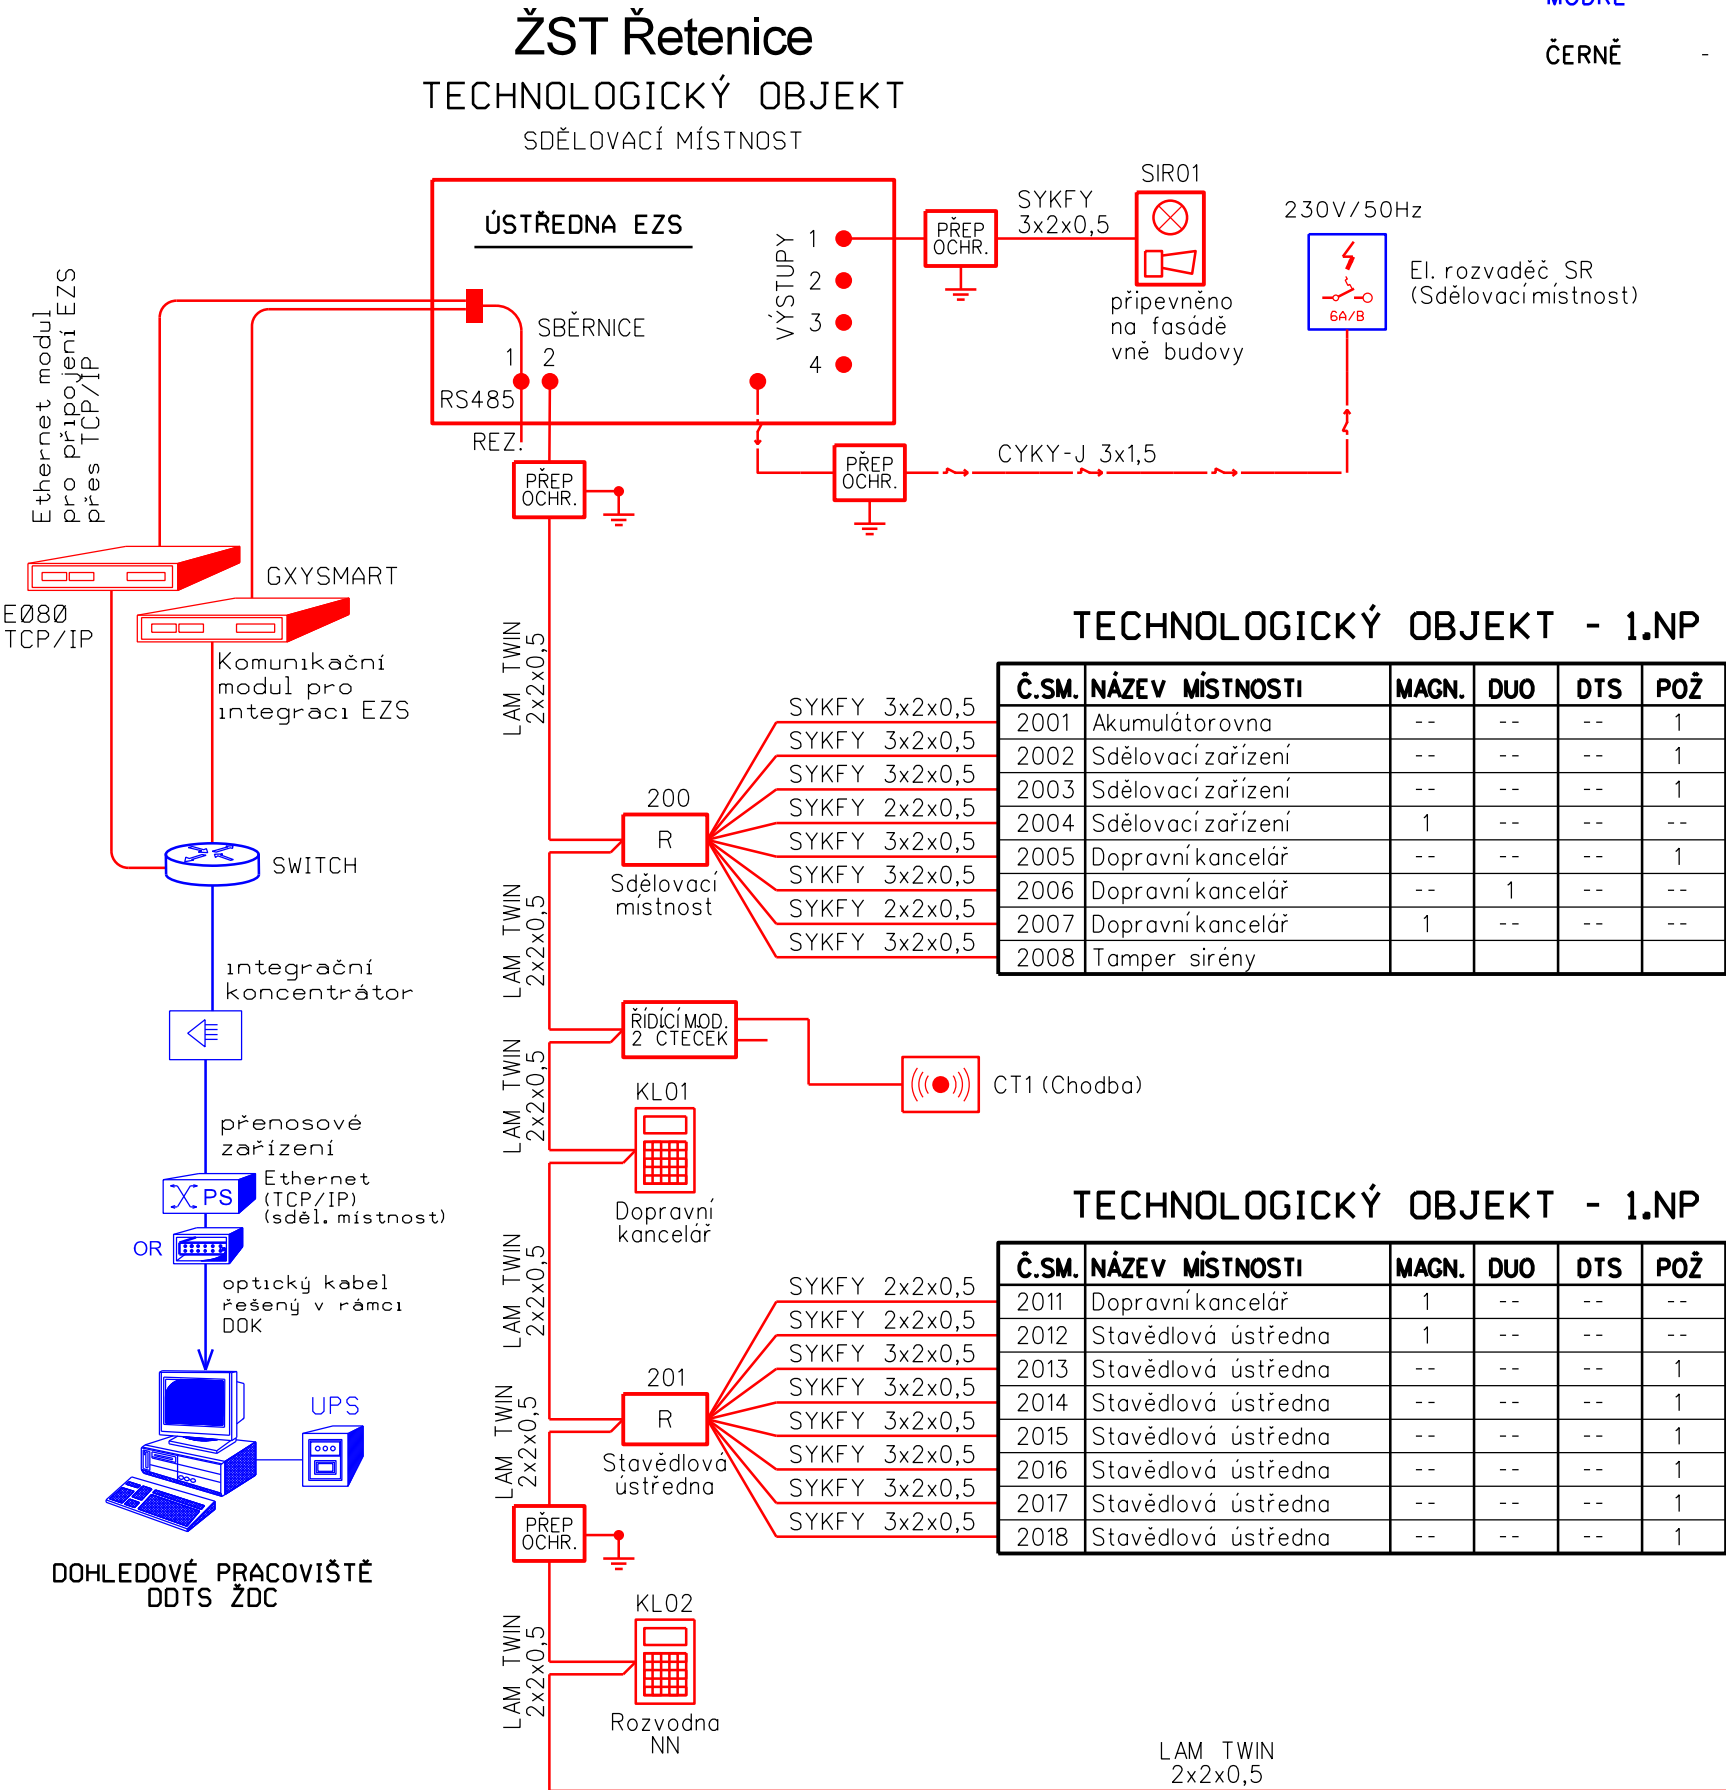 MODŘE
ČERNĚ -
ŽST Řetenice
TECHNOLOGICKÝ OBJEKT
SDĚLOVACÍ MÍSTNOST
ÚSTŘEDNA EZS
VÝSTUPY
1
2
3
4
SBĚRNICE
1 2
RS485
REZ.
PŘEP
OCHR.
SYKFY
3x2x0,5
SIR01
připevněno
na fasádě
vně budovy
230V/50Hz
6A/B
El. rozvaděč SR
(Sdělovací místnost)
PŘEP
OCHR.
CYKY-J 3x1,5
PŘEP
OCHR.
Ethernet modul
pro připojení EZS
přes TCP/IP
E080
TCP/IP
GXYSMART
Komunikační
modul pro
integraci EZS
SWITCH
integrační
koncentrátor
přenosové
zařízení
PS
Ethernet
(TCP/IP)
(sděl. místnost)
OR
optický kabel
řešený v rámci
DOK
UPS
DOHLEDOVÉ PRACOVIŠTĚ
DDTS ŽDC
LAM TWIN
2x2x0,5
200
R
Sdělovací
místnost
SYKFY 3x2x0,5
SYKFY 3x2x0,5
SYKFY 3x2x0,5
SYKFY 2x2x0,5
SYKFY 3x2x0,5
SYKFY 3x2x0,5
SYKFY 2x2x0,5
SYKFY 3x2x0,5
TECHNOLOGICKÝ OBJEKT - 1.NP
Č.SM. NÁZEV MÍSTNOSTI MAGN. DUO DTS POŽ
2001 Akumulátorovna -- -- -- 1
2002 Sdělovací zařízení -- -- -- 1
2003 Sdělovací zařízení -- -- -- 1
2004 Sdělovací zařízení 1 -- -- --
2005 Dopravní kancelář -- -- -- 1
2006 Dopravní kancelář -- 1 -- --
2007 Dopravní kancelář 1 -- -- --
2008 Tamper sirény
LAM TWIN
2x2x0,5
ŘÍDÍCÍ MOD.
2 ČTEČEK
CT1 (Chodba)
LAM TWIN
2x2x0,5
KL01
Dopravní
kancelář
LAM TWIN
2x2x0,5
201
R
Stavědlová
ústředna
SYKFY 2x2x0,5
SYKFY 2x2x0,5
SYKFY 3x2x0,5
SYKFY 3x2x0,5
SYKFY 3x2x0,5
SYKFY 3x2x0,5
SYKFY 3x2x0,5
SYKFY 3x2x0,5
TECHNOLOGICKÝ OBJEKT - 1.NP
Č.SM. NÁZEV MÍSTNOSTI MAGN. DUO DTS POŽ
2011 Dopravní kancelář 1 -- -- --
2012 Stavědlová ústředna 1 -- -- --
2013 Stavědlová ústředna -- -- -- 1
2014 Stavědlová ústředna -- -- -- 1
2015 Stavědlová ústředna -- -- -- 1
2016 Stavědlová ústředna -- -- -- 1
2017 Stavědlová ústředna -- -- -- 1
2018 Stavědlová ústředna -- -- -- 1
LAM TWIN
2x2x0,5
PŘEP
OCHR.
LAM TWIN
2x2x0,5
KL02
Rozvodna
NN
LAM TWIN
2x2x0,5